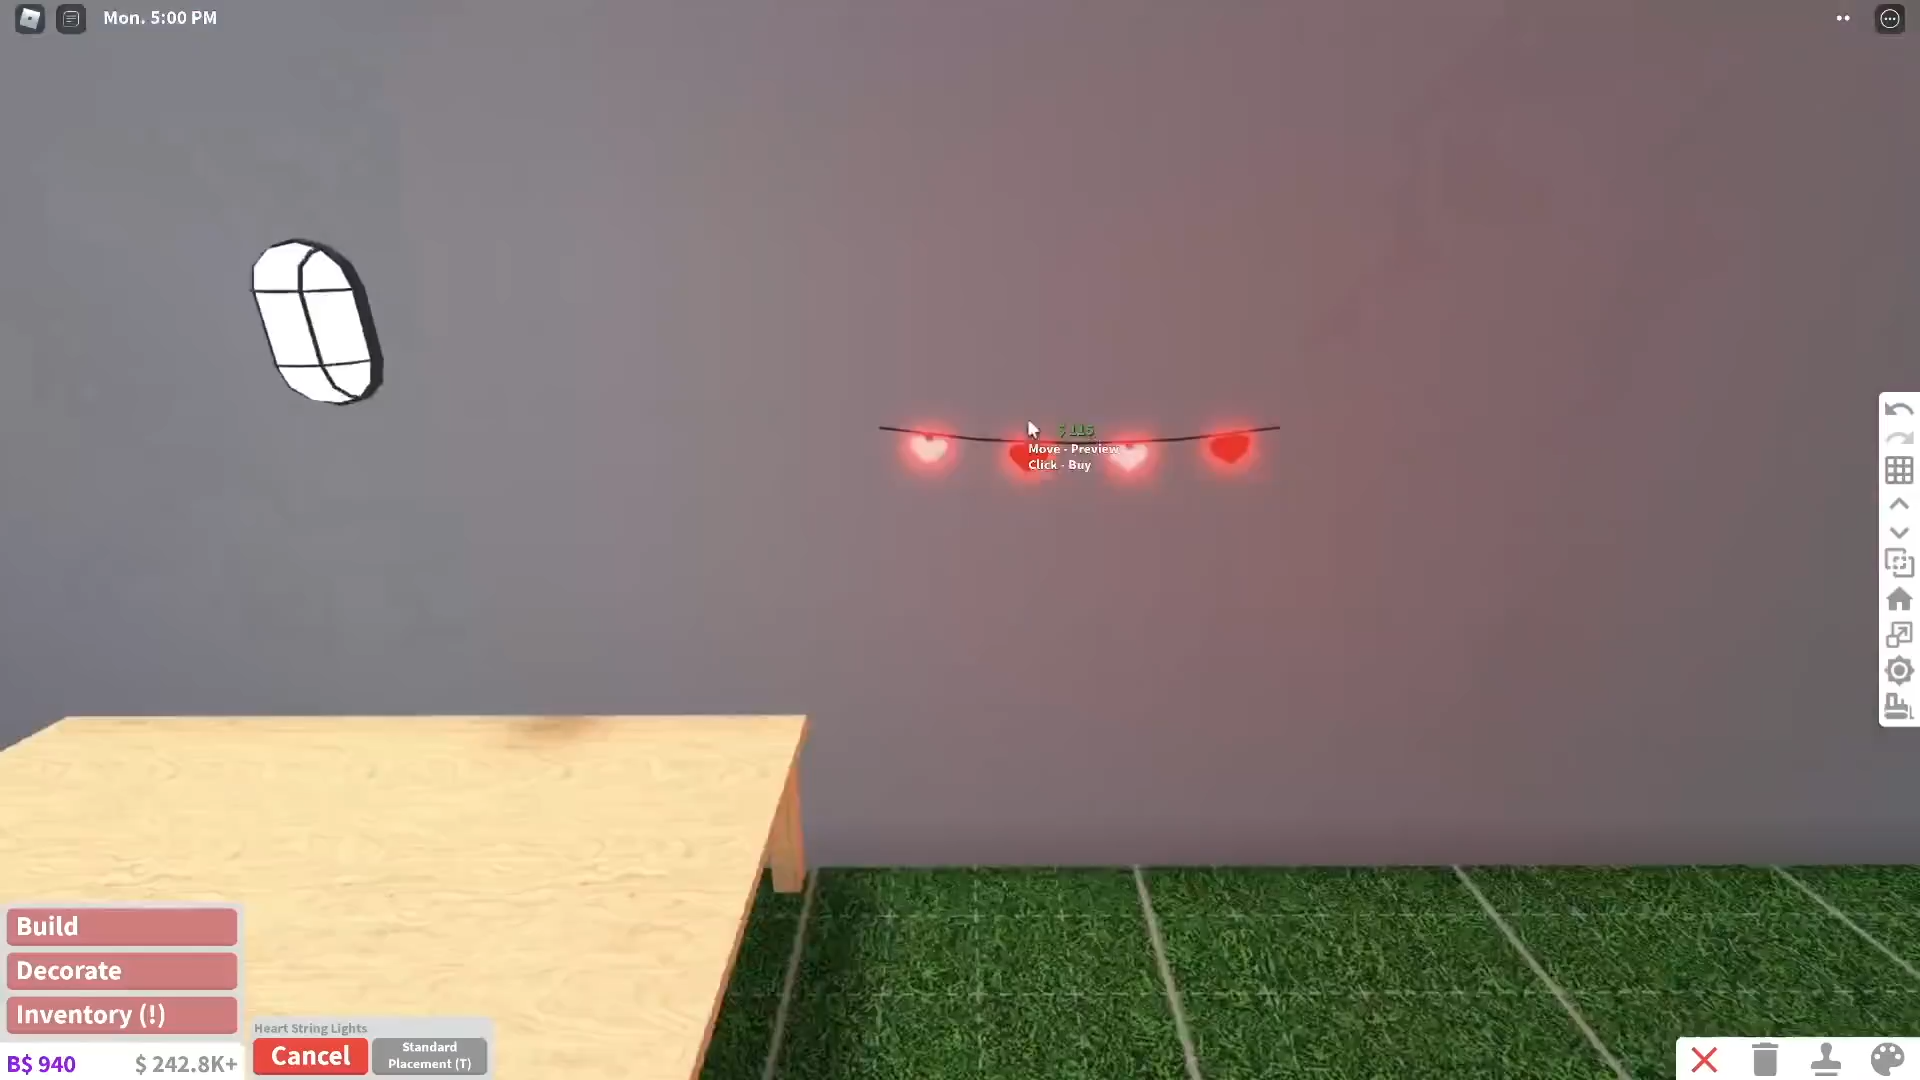 Mon. 5:00 PM
$ 115
Move - Preview
Click - Buy
Build
Decorate
Inventory (!)
Heart String Lights
Cancel
Standard
Placement (T)
B$ 940
$ 242.8K+